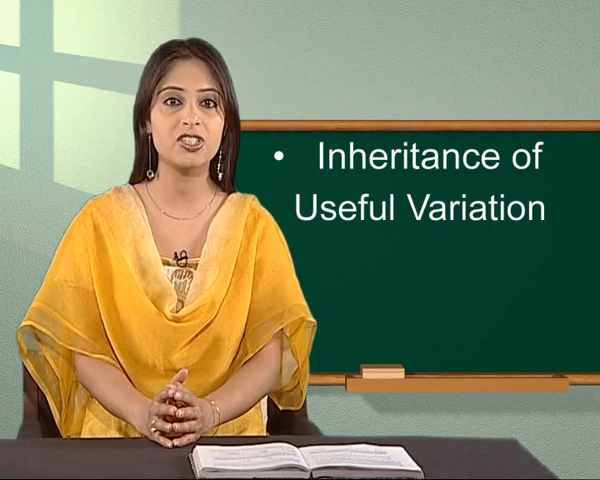 • Inheritance of
Useful Variation